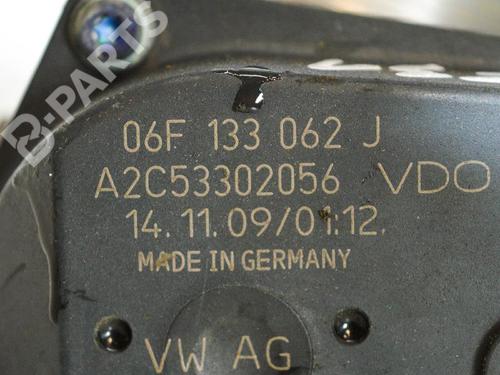 B-PARTS
06F 133 062 J
A2C53302056 VDO
14.11.09/01:12.
MADE IN GERMANY
VW AG